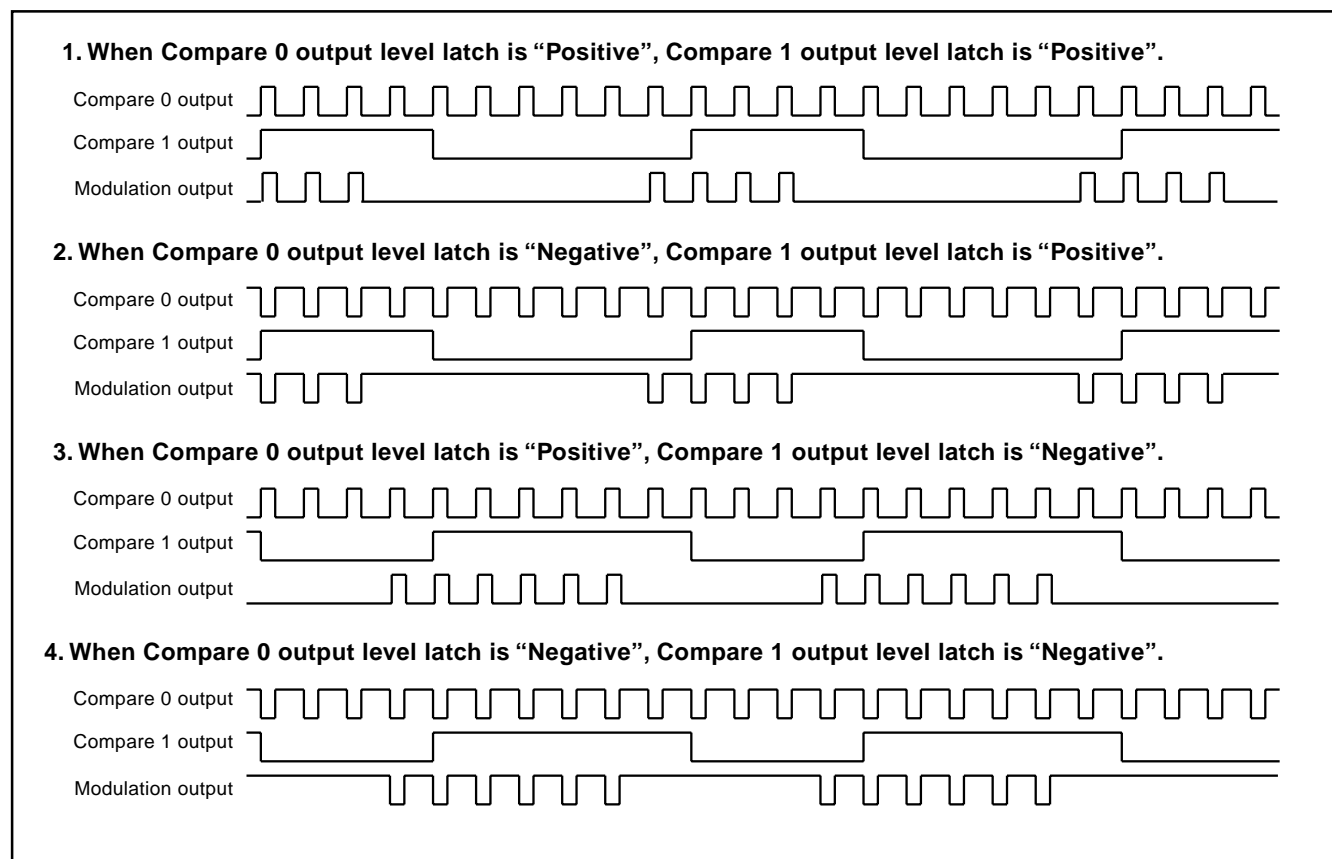 1. When Compare 0 output level latch is “Positive”, Compare 1 output level latch is “Positive”.
Compare 0 output
Compare 1 output
Modulation output
2. When Compare 0 output level latch is “Negative”, Compare 1 output level latch is “Positive”.
Compare 0 output
Compare 1 output
Modulation output
3. When Compare 0 output level latch is “Positive”, Compare 1 output level latch is “Negative”.
Compare 0 output
Compare 1 output
Modulation output
4. When Compare 0 output level latch is “Negative”, Compare 1 output level latch is “Negative”.
Compare 0 output
Compare 1 output
Modulation output